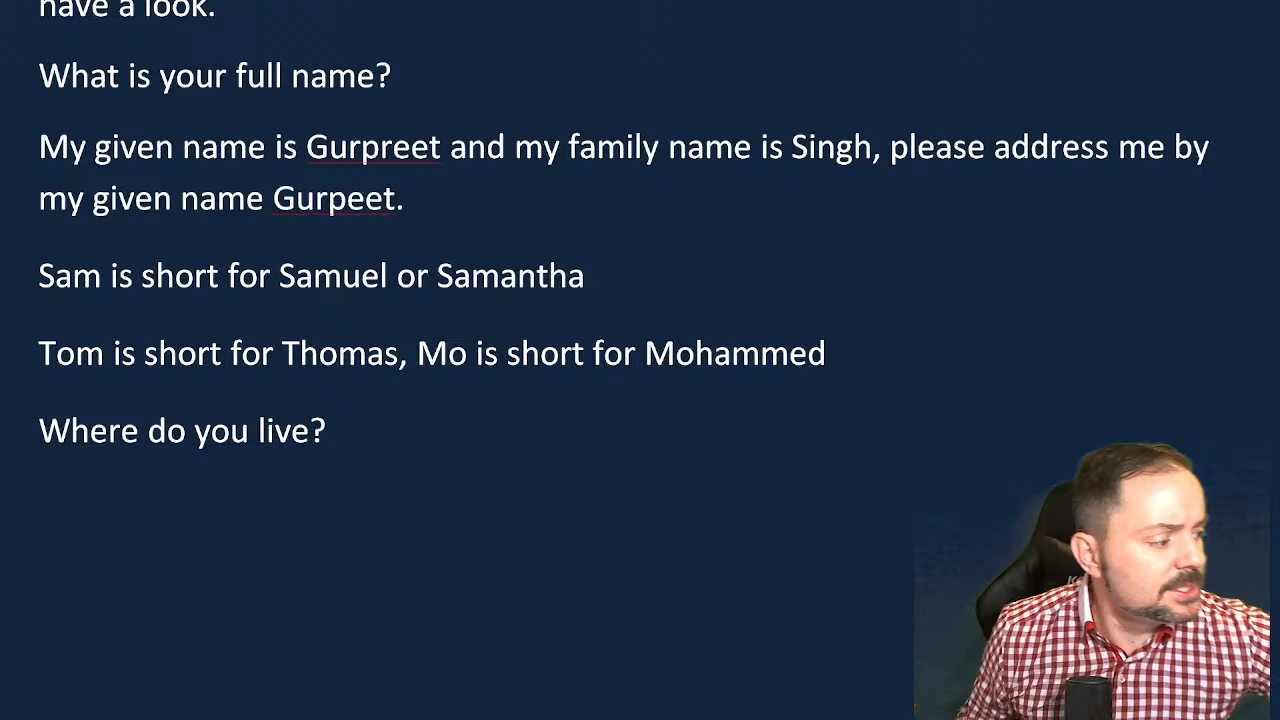 have a look.
What is your full name?
My given name is Gurpreet and my family name is Singh, please address me by
my given name Gurpeet.
Sam is short for Samuel or Samantha
Tom is short for Thomas, Mo is short for Mohammed
Where do you live?